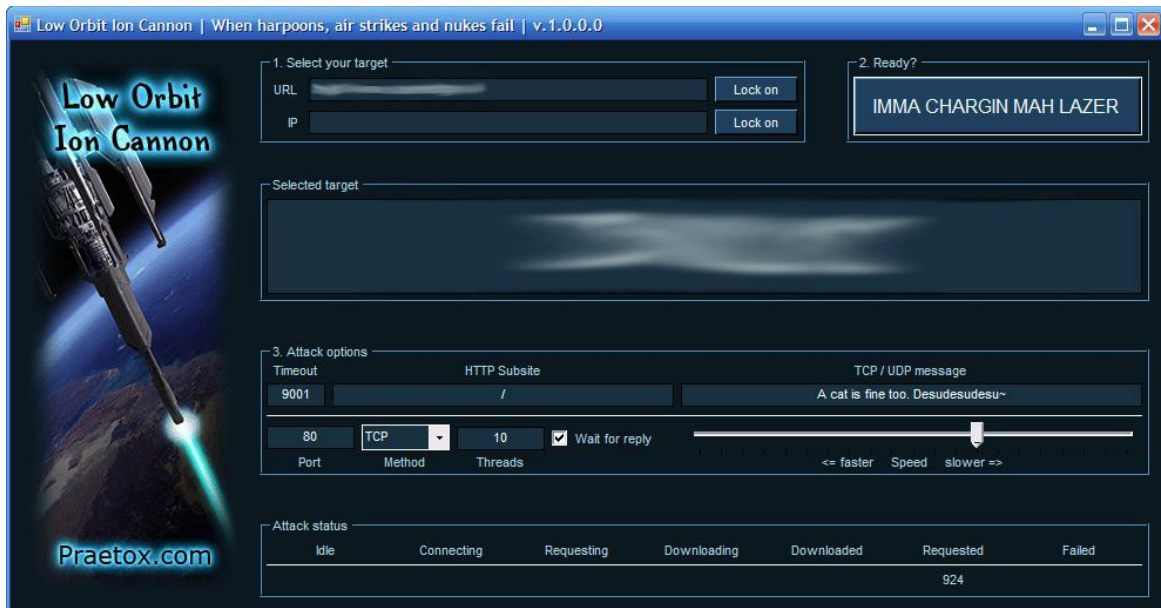 Low Orbit Ion Cannon | When harpoons, air strikes and nukes fail | v.1.0.0.0
Low Orbit
Ion Cannon
Praetox.com
1. Select your target
URL
Lock on
IP
Lock on
2. Ready?
IMMA CHARGIN MAH LAZER
Selected target
3. Attack options
Timeout HTTP Subsite TCP / UDP message
9001 / A cat is fine too. Desudesudesu~
80 TCP 10 Wait for reply
Port Method Threads <= faster Speed slower =>
Attack status
Idle Connecting Requesting Downloading Downloaded Requested Failed
924